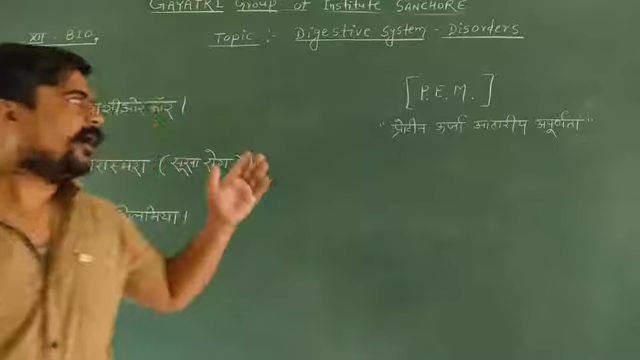 GAYATRI Group of Institute SANCHORE
XII - BIO.
Topic :- Digestive System - Disorders
[P.E.M.]
"प्रोटीन ऊर्जा आहारीय अपूर्णता"
(सूखा रोग)